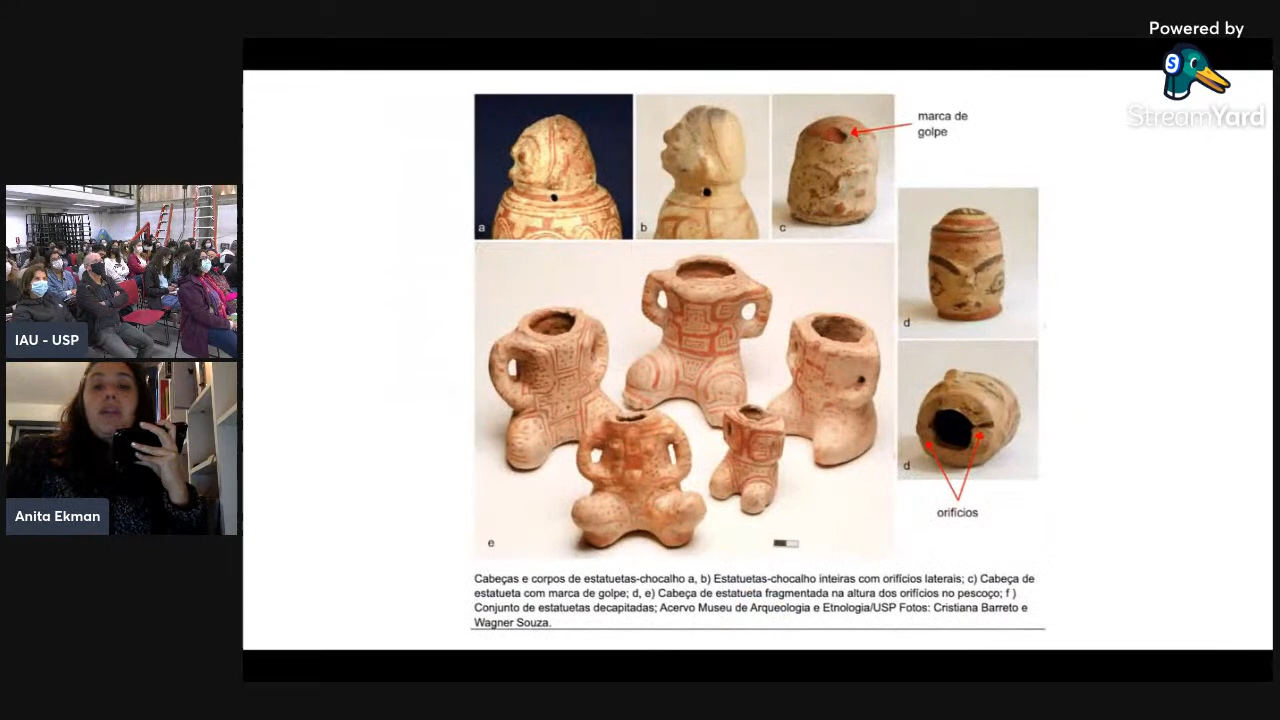 Powered by
StreamYard
marca de
golpe
a
b
c
d
d
orifícios
e
Cabeças e corpos de estatuetas-chocalho a, b) Estatuetas-chocalho inteiras com orifícios laterais; c) Cabeça de
estatueta com marca de golpe; d, e) Cabeça de estatueta fragmentada na altura dos orifícios no pescoço; f )
Conjunto de estatuetas decapitadas; Acervo Museu de Arqueologia e Etnologia/USP Fotos: Cristiana Barreto e
Wagner Souza.
IAU - USP
Anita Ekman